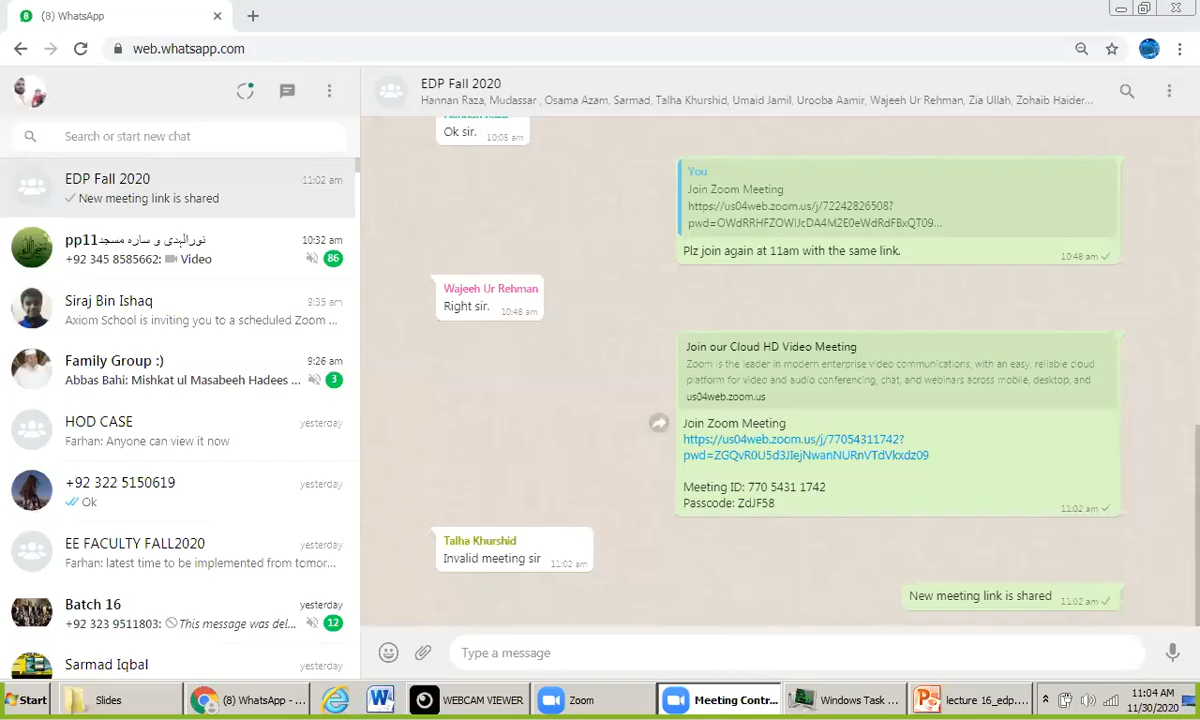 (8) WhatsApp
web.whatsapp.com
Search or start new chat
EDP Fall 2020
11:02 am
New meeting link is shared
pp11نورالہدی و سارہ مسجد
10:32 am
+92 345 8585662: Video
86
Siraj Bin Ishaq
9:35 am
Axiom School is inviting you to a scheduled Zoom ...
Family Group :)
9:26 am
Abbas Bahi: Mishkat ul Masabeeh Hadees ...
3
HOD CASE
yesterday
Farhan: Anyone can view it now
+92 322 5150619
yesterday
Ok
EE FACULTY FALL2020
yesterday
Farhan: latest time to be implemented from tomor...
Batch 16
yesterday
+92 323 9511803: This message was del...
12
Sarmad Iqbal
yesterday
EDP Fall 2020
Hannan Raza, Mudassar , Osama Azam, Sarmad, Talha Khurshid, Umaid Jamil, Urooba Aamir, Wajeeh Ur Rehman, Zia Ullah, Zohaib Haider...
Hannan Raza
Ok sir.
10:05 am
You
Join Zoom Meeting
https://us04web.zoom.us/j/72242826508?
pwd=OWdRRHFZOWlJcDA4M2E0eWdRdFBxQT09...
Plz join again at 11am with the same link.
10:48 am
Wajeeh Ur Rehman
Right sir.
10:48 am
Join our Cloud HD Video Meeting
Zoom is the leader in modern enterprise video communications, with an easy, reliable cloud
platform for video and audio conferencing, chat, and webinars across mobile, desktop, and
us04web.zoom.us
Join Zoom Meeting
https://us04web.zoom.us/j/77054311742?
pwd=ZGQvR0U5d3JIejNwanNURnVTdVkxdz09
Meeting ID: 770 5431 1742
Passcode: ZdJF58
11:02 am
Talha Khurshid
Invalid meeting sir
11:02 am
New meeting link is shared
11:02 am
Type a message
Start
Slides
(8) WhatsApp - ...
WEBCAM VIEWER
Zoom
Meeting Contr...
Windows Task ...
lecture 16_edp....
11:04 AM
11/30/2020